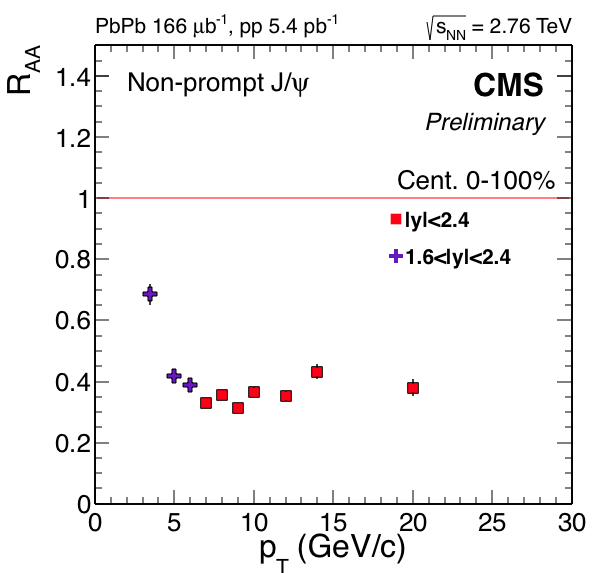 PbPb 166 μb⁻¹, pp 5.4 pb⁻¹
√sNN = 2.76 TeV
RAA
Non-prompt J/ψ
CMS
Preliminary
Cent. 0-100%
|y|<2.4
1.6<|y|<2.4
1.4
1.2
1
0.8
0.6
0.4
0.2
0
0 5 10 15 20 25 30
pT (GeV/c)